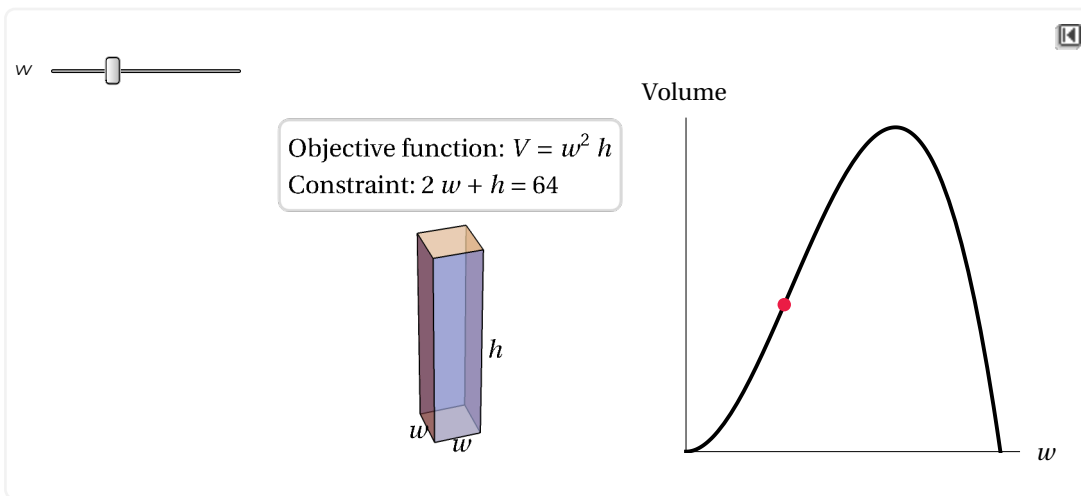 w
Volume
Objective function: V = w² h
Constraint: 2 w + h = 64
h
w
w
w